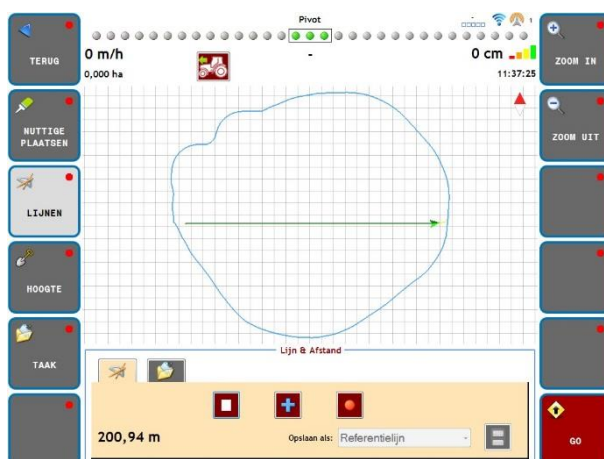 Pivot
1
TERUG
0 m/h
-
0 cm
ZOOM IN
0,000 ha
11:37:25
NUTTIGE
PLAATSEN
ZOOM UIT
LIJNEN
HOOGTE
Lijn & Afstand
TAAK
200,94 m
Opslaan als:
Referentielijn
GO